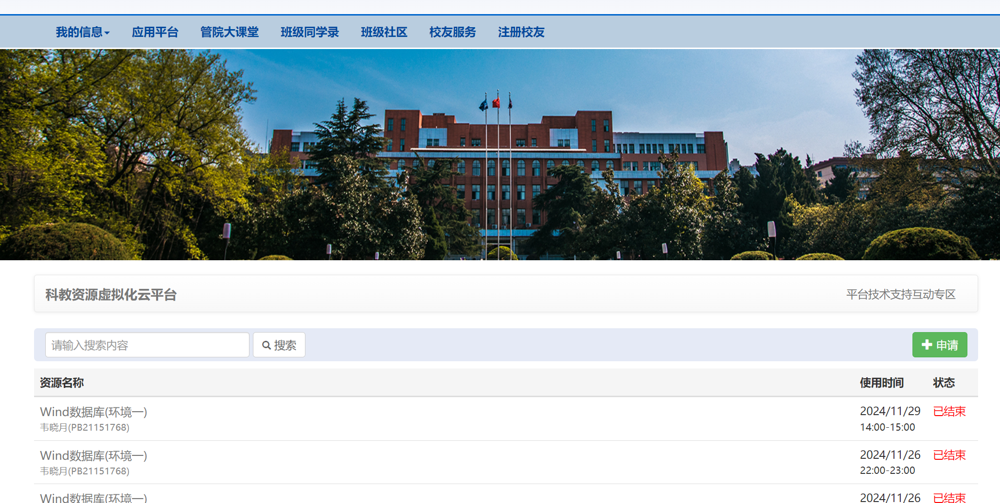 我的信息 应用平台 管院大课堂 班级同学录 班级社区 校友服务 注册校友
科教资源虚拟化云平台 平台技术支持互动专区
请输入搜索内容 搜索 申请
资源名称 使用时间 状态
Wind数据库(环境一) 2024/11/29 已结束
韦晓月(PB21151768) 14:00-15:00
Wind数据库(环境一) 2024/11/26 已结束
韦晓月(PB21151768) 22:00-23:00
Wind数据库(环境一) 2024/11/26 已结束